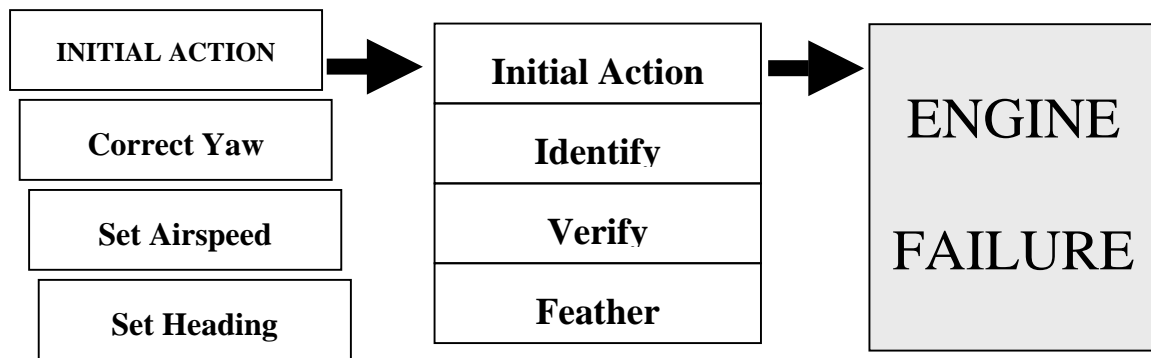 INITIAL ACTION
Correct Yaw
Set Airspeed
Set Heading
Initial Action
Identify
Verify
Feather
ENGINE
FAILURE